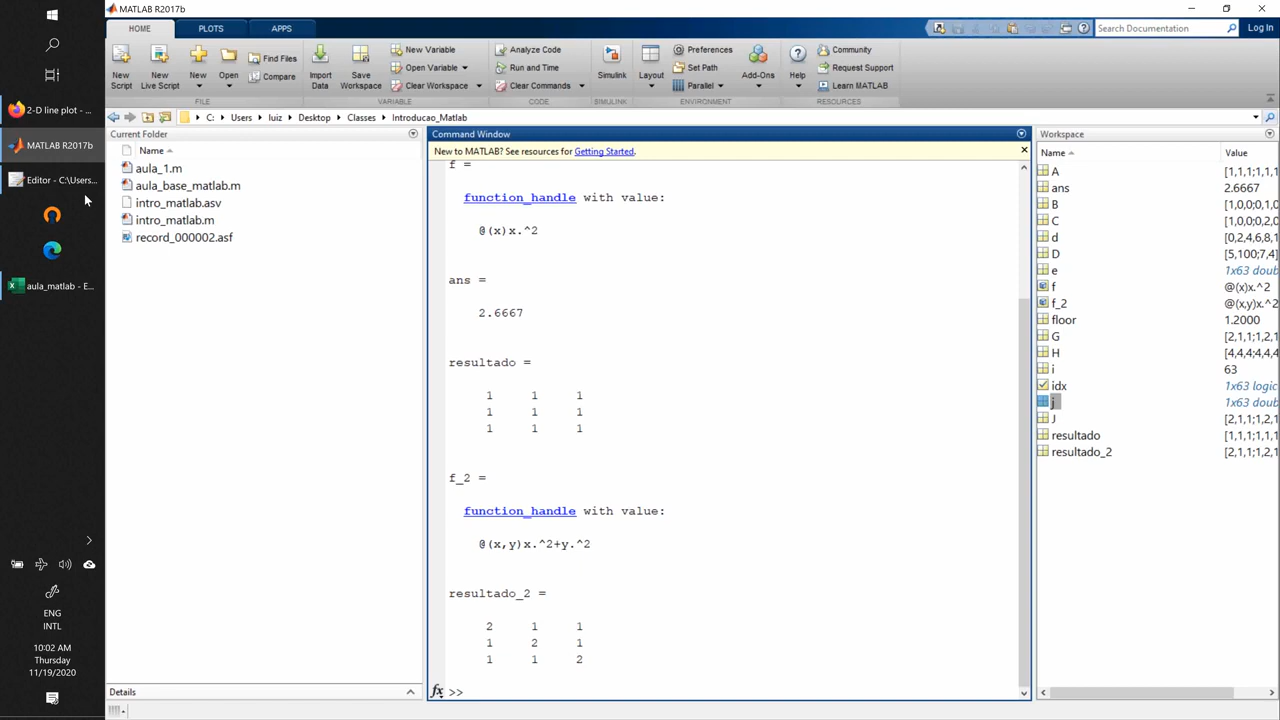 MATLAB R2017b
HOME PLOTS APPS
Search Documentation
Log In
New Script
New Live Script
New
Open
Find Files
Compare
Import Data
Save Workspace
New Variable
Open Variable
Clear Workspace
Analyze Code
Run and Time
Clear Commands
Simulink
Layout
Preferences
Set Path
Parallel
Add-Ons
Help
Community
Request Support
Learn MATLAB
FILE VARIABLE CODE SIMULINK ENVIRONMENT RESOURCES
C: Users luiz Desktop Classes Introducao_Matlab
2-D line plot - ...
MATLAB R2017b
Editor - C:\Users...
aula_matlab - E...
ENG
INTL
10:02 AM
Thursday
11/19/2020
Current Folder
Name
aula_1.m
aula_base_matlab.m
intro_matlab.asv
intro_matlab.m
record_000002.asf
Details
Command Window
New to MATLAB? See resources for Getting Started.
f =
function_handle with value:
@(x)x.^2
ans =
2.6667
resultado =
1 1 1
1 1 1
1 1 1
f_2 =
function_handle with value:
@(x,y)x.^2+y.^2
resultado_2 =
2 1 1
1 2 1
1 1 2
fx >>
Workspace
Name Value
A [1,1,1;1,1,
ans 2.6667
B [1,0,0;0,1,0
C [1,0,0;0,2,
d [0,2,4,6,8,1
D [5,100;7,4]
e 1x63 doub
f @(x)x.^2
f_2 @(x,y)x.^2
floor 1.2000
G [2,1,1;1,2,1
H [4,4,4;4,4,
i 63
idx 1x63 logic
j 1x63 doub
J [2,1,1;1,2,1
resultado [1,1,1;1,1,1
resultado_2 [2,1,1;1,2,1